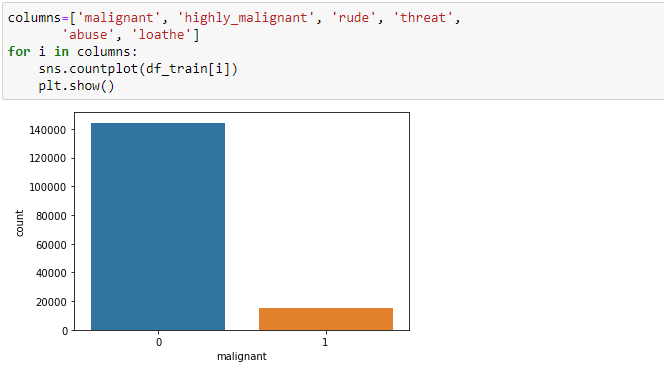 columns=['malignant', 'highly_malignant', 'rude', 'threat',
'abuse', 'loathe']
for i in columns:
sns.countplot(df_train[i])
plt.show()
140000
120000
100000
80000
60000
40000
20000
0
count
0 1
malignant